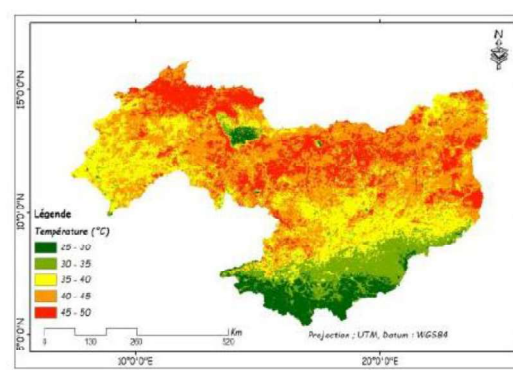 N
15°0'0"N
10°0'0"N
5°0'0"N
Légende
Température (°C)
25 - 30
30 - 35
35 - 40
40 - 45
45 - 50
Km
0 130 260 520
Projection : UTM, Datum : WGS84
10°0'0"E 20°0'0"E